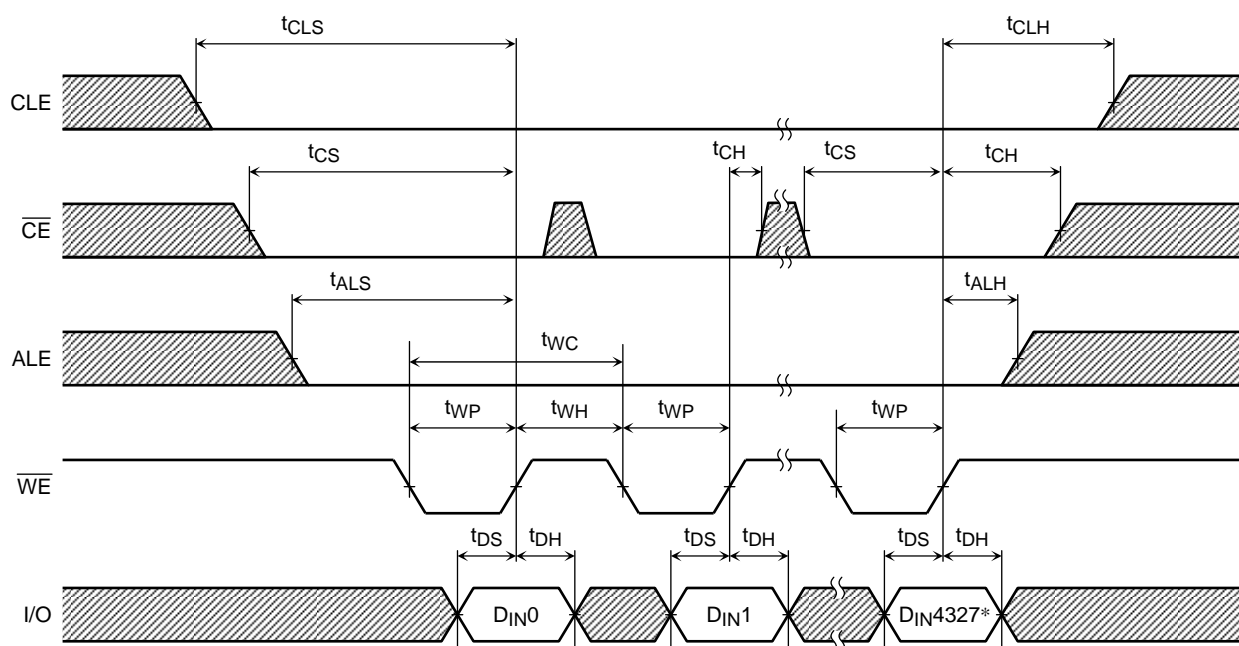 tCLS tCLH
CLE
tCS tCH tCS tCH
CE
tALS tALH
tWC
ALE
tWP tWH tWP tWP
WE
tDS tDH tDS tDH tDS tDH
I/O DIN0 DIN1 DIN4327*